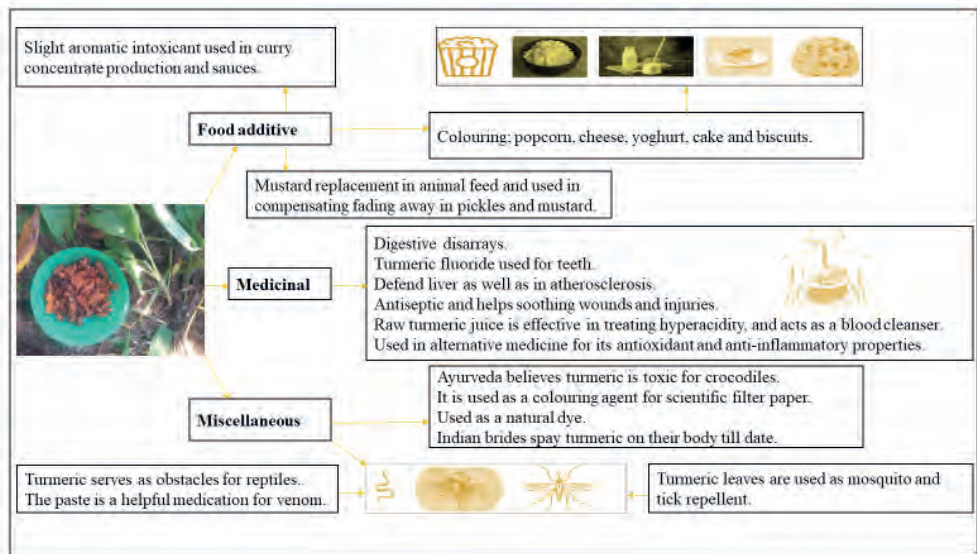 Slight aromatic intoxicant used in curry
concentrate production and sauces.
Food additive
Colouring: popcorn, cheese, yoghurt, cake and biscuits.
Mustard replacement in animal feed and used in
compensating fading away in pickles and mustard.
Medicinal
Digestive disarrays.
Turmeric fluoride used for teeth.
Defend liver as well as in atherosclerosis.
Antiseptic and helps soothing wounds and injuries.
Raw turmeric juice is effective in treating hyperacidity, and acts as a blood cleanser.
Used in alternative medicine for its antioxidant and anti-inflammatory properties.
Miscellaneous
Ayurveda believes turmeric is toxic for crocodiles.
It is used as a colouring agent for scientific filter paper.
Used as a natural dye.
Indian brides spay turmeric on their body till date.
Turmeric serves as obstacles for reptiles.
The paste is a helpful medication for venom.
Turmeric leaves are used as mosquito and
tick repellent.